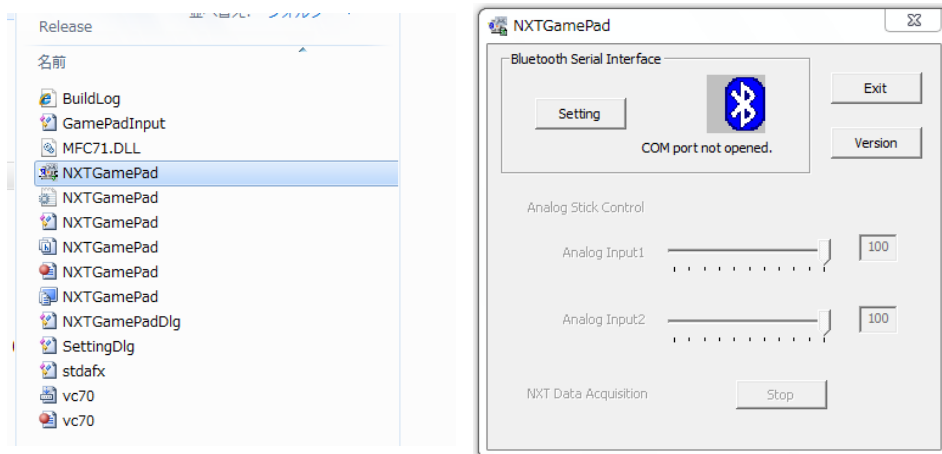 Release
名前
BuildLog
GamePadInput
MFC71.DLL
NXTGamePad
NXTGamePad
NXTGamePad
NXTGamePad
NXTGamePad
NXTGamePad
NXTGamePadDlg
SettingDlg
stdafx
vc70
vc70
NXTGamePad
Bluetooth Serial Interface
Setting
COM port not opened.
Exit
Version
Analog Stick Control
Analog Input1
100
Analog Input2
100
NXT Data Acquisition
Stop